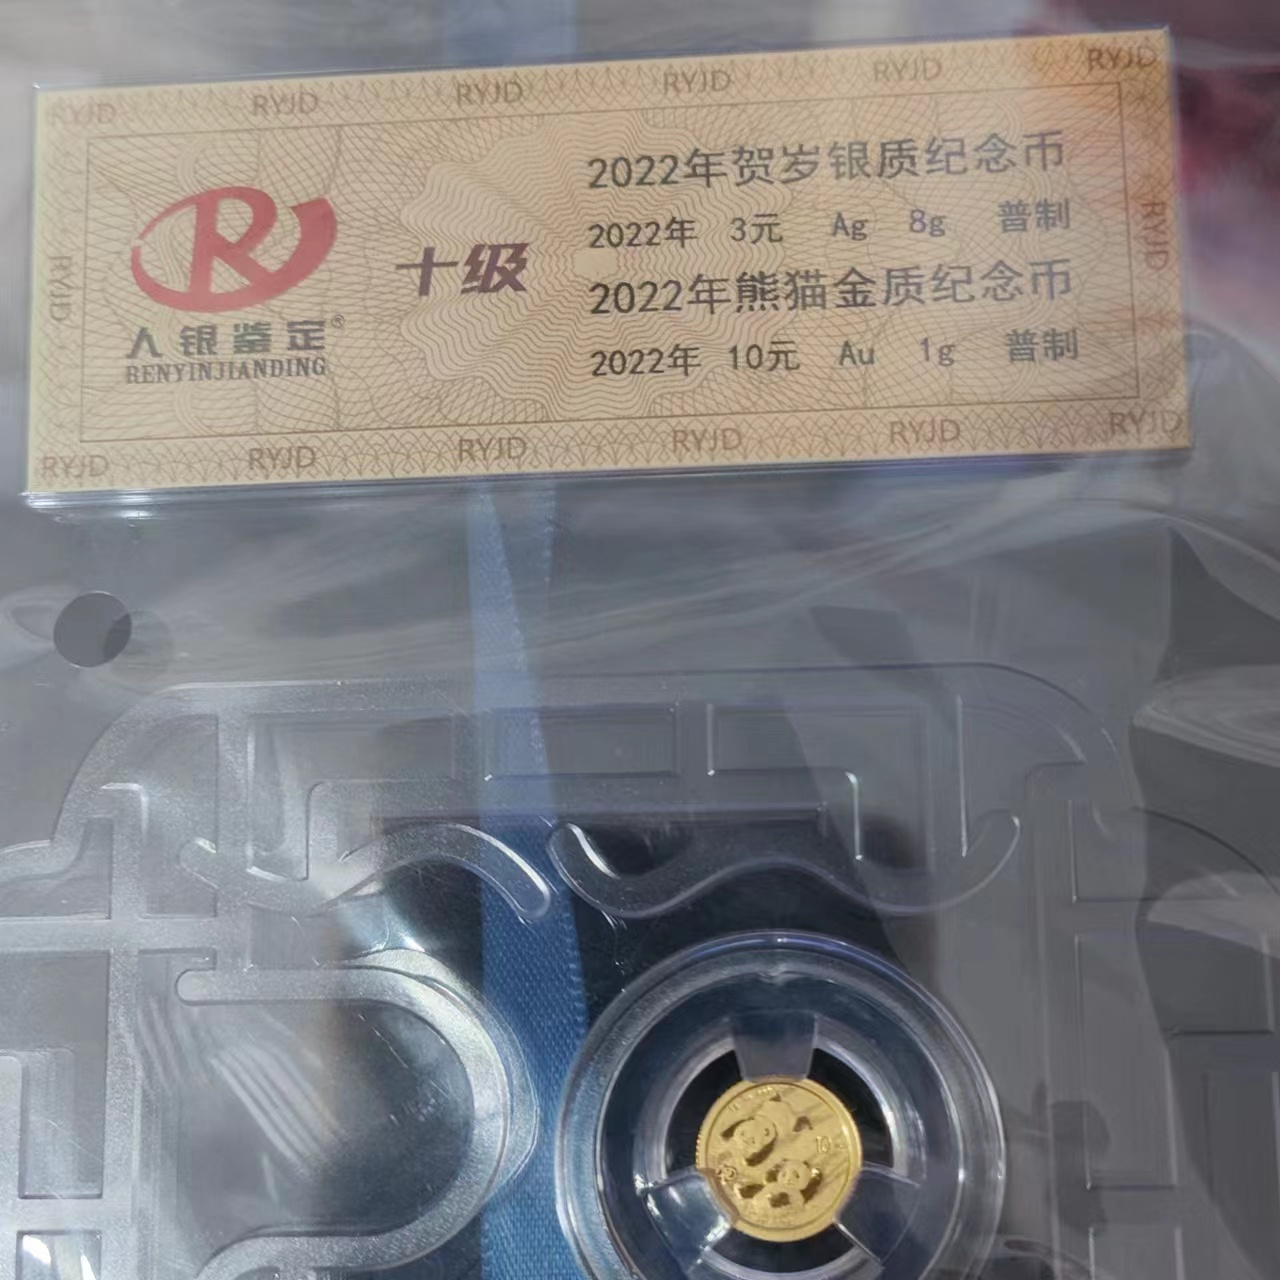 RYJD RYJD RYJD RYJD RYJD
2022年贺岁银质纪念币
2022年 3元 Ag 8g 普制
2022年熊猫金质纪念币
2022年 10元 Au 1g 普制
十级
R
人银鉴定®
RENYINJIANDING
RYJD
RYJD
RYJD RYJD RYJD RYJD RYJD RYJD